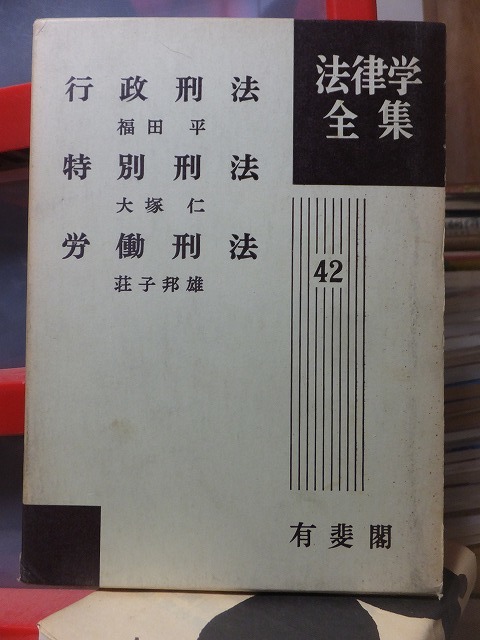 法律学
全集
行政刑法
福田平
特別刑法
大塚仁
労働刑法
荘子邦雄
42
有斐閣